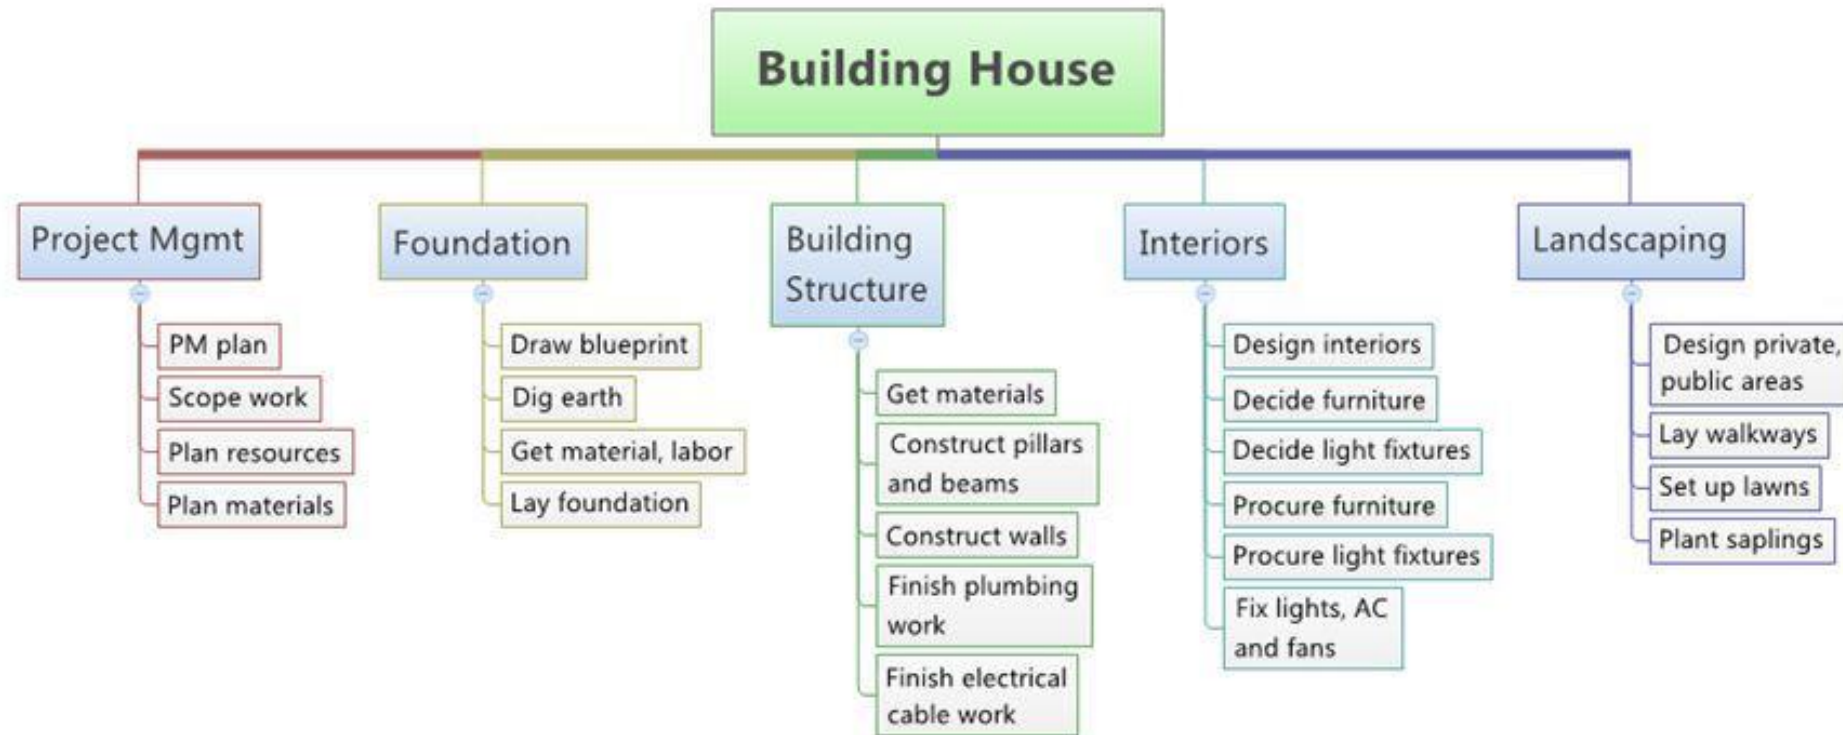 Building House
Project Mgmt
PM plan
Scope work
Plan resources
Plan materials
Foundation
Draw blueprint
Dig earth
Get material, labor
Lay foundation
Building
Structure
Get materials
Construct pillars
and beams
Construct walls
Finish plumbing
work
Finish electrical
cable work
Interiors
Design interiors
Decide furniture
Decide light fixtures
Procure furniture
Procure light fixtures
Fix lights, AC
and fans
Landscaping
Design private,
public areas
Lay walkways
Set up lawns
Plant saplings